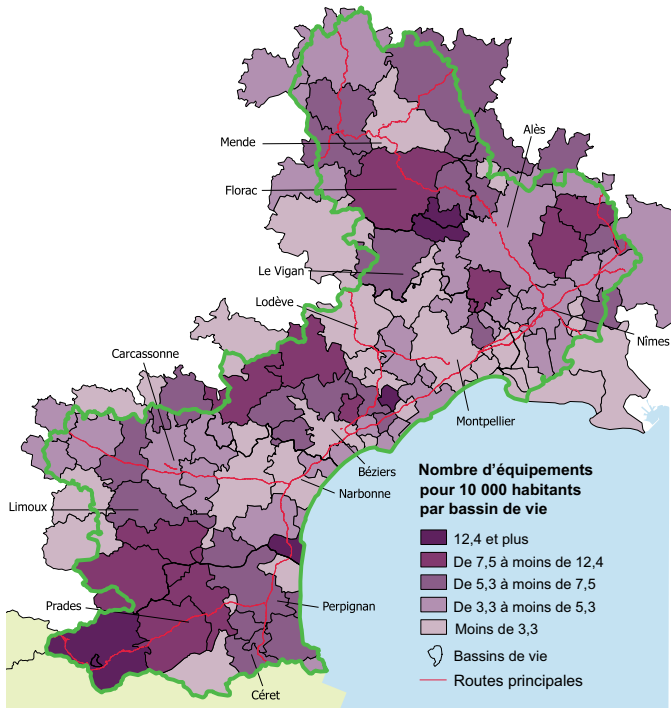 Mende
Alès
Florac
Le Vigan
Lodève
Nîmes
Carcassonne
Montpellier
Béziers
Narbonne
Limoux
Prades
Perpignan
Céret
Nombre d’équipements
pour 10 000 habitants
par bassin de vie
12,4 et plus
De 7,5 à moins de 12,4
De 5,3 à moins de 7,5
De 3,3 à moins de 5,3
Moins de 3,3
Bassins de vie
Routes principales